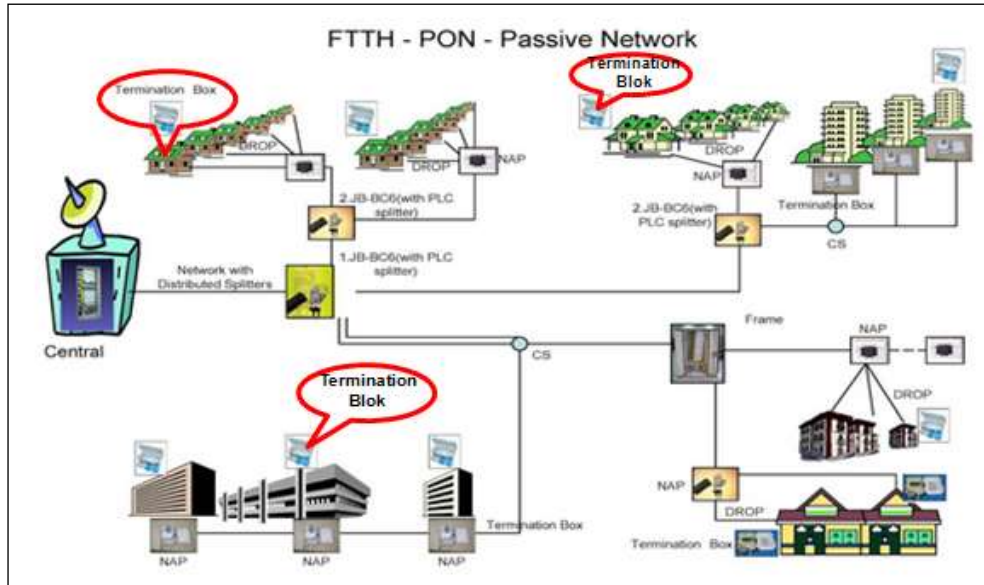 FTTH - PON - Passive Network
Termination Box
Termination
Blok
DROP
DROP
NAP
DROP
NAP
2.JB-BC6(with PLC
splitter)
2.JB-BC6(with
PLC splitter)
Termination Box
CS
1.JB-BC6(with PLC
splitter)
Network with
Distributed Splitters
Central
Frame
NAP
CS
Termination
Blok
DROP
NAP
DROP
Termination Box
Termination Box
NAP
NAP
NAP